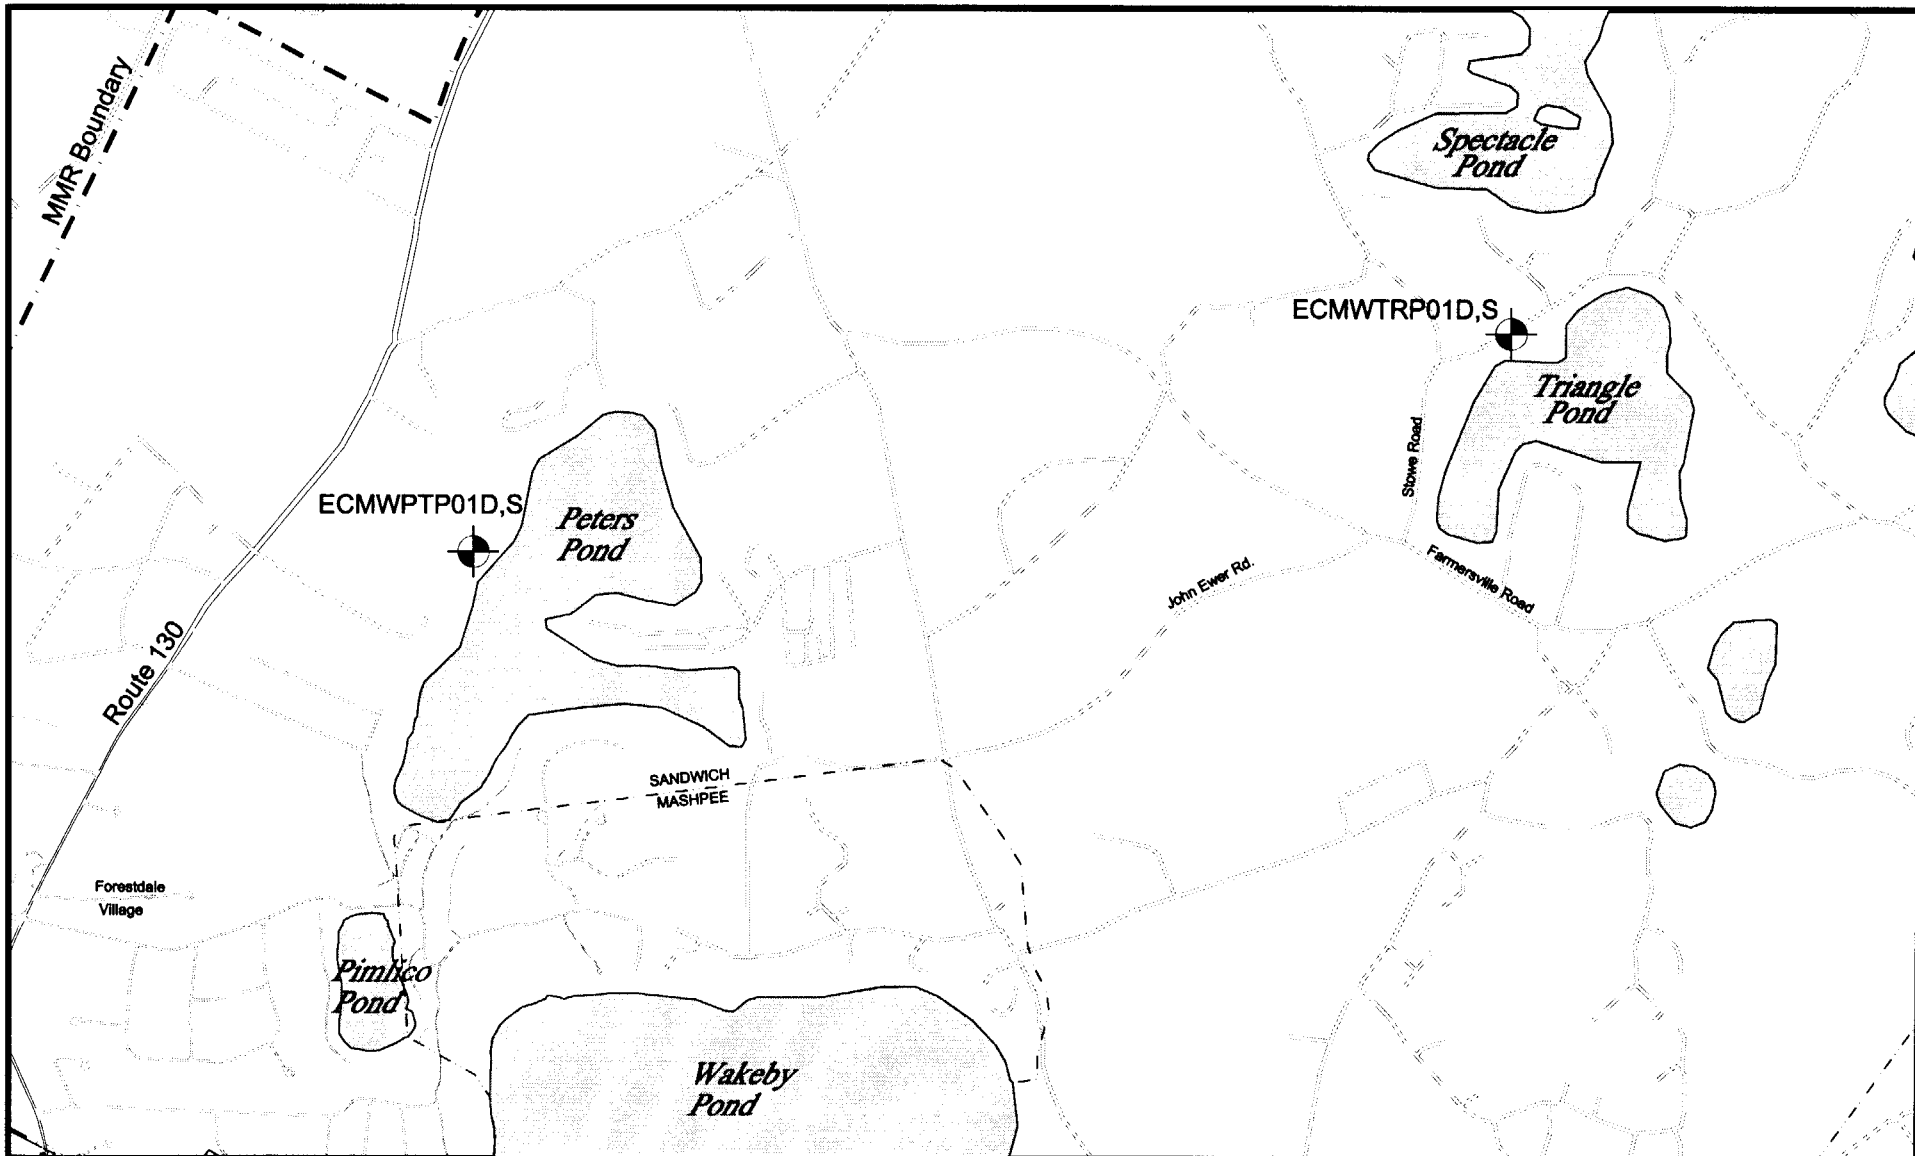 MMR Boundary
Spectacle
Pond
ECMWTRP01D,S
Triangle
Pond
Stowe Road
ECMWPTP01D,S
Peters
Pond
Farmersville Road
John Ewer Rd.
Route 130
SANDWICH
MASHPEE
Forestdale
Village
Pimlico
Pond
Wakeby
Pond